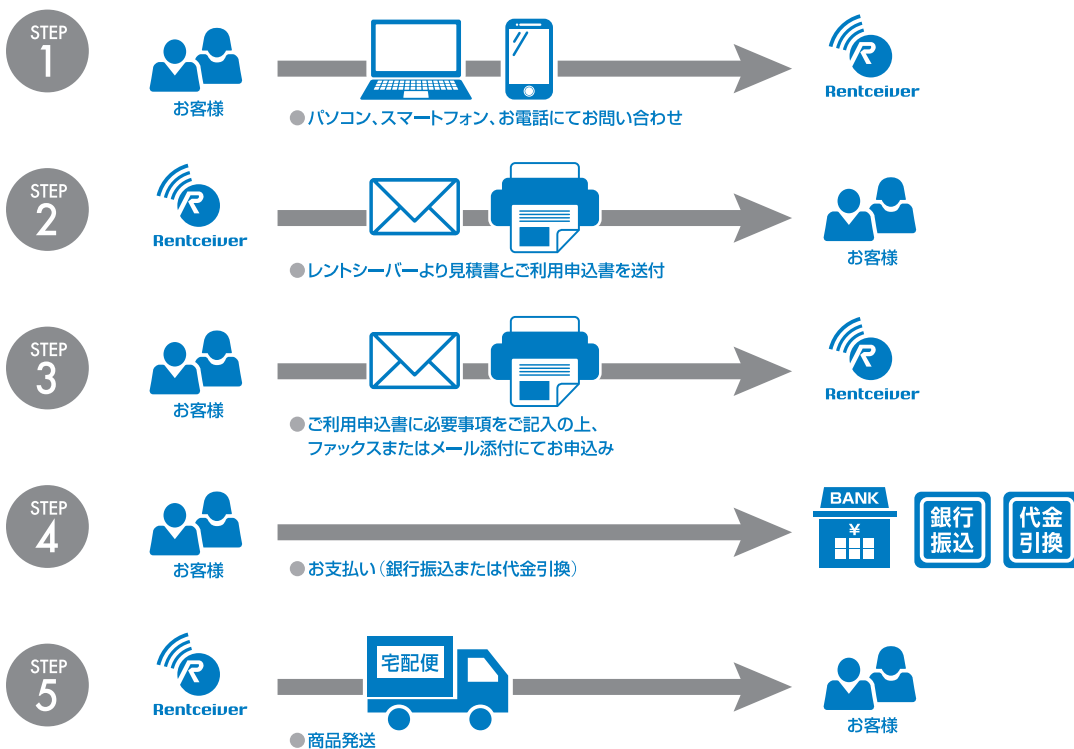 STEP
1
お客様
●パソコン、スマートフォン、お電話にてお問い合わせ
R
Rentceiver
STEP
2
R
Rentceiver
●レントシーバーより見積書とご利用申込書を送付
お客様
STEP
3
お客様
●ご利用申込書に必要事項をご記入の上、
ファックスまたはメール添付にてお申込み
R
Rentceiver
STEP
4
お客様
●お支払い（銀行振込または代金引換）
BANK
¥
銀行
振込
代金
引換
STEP
5
R
Rentceiver
宅配便
●商品発送
お客様